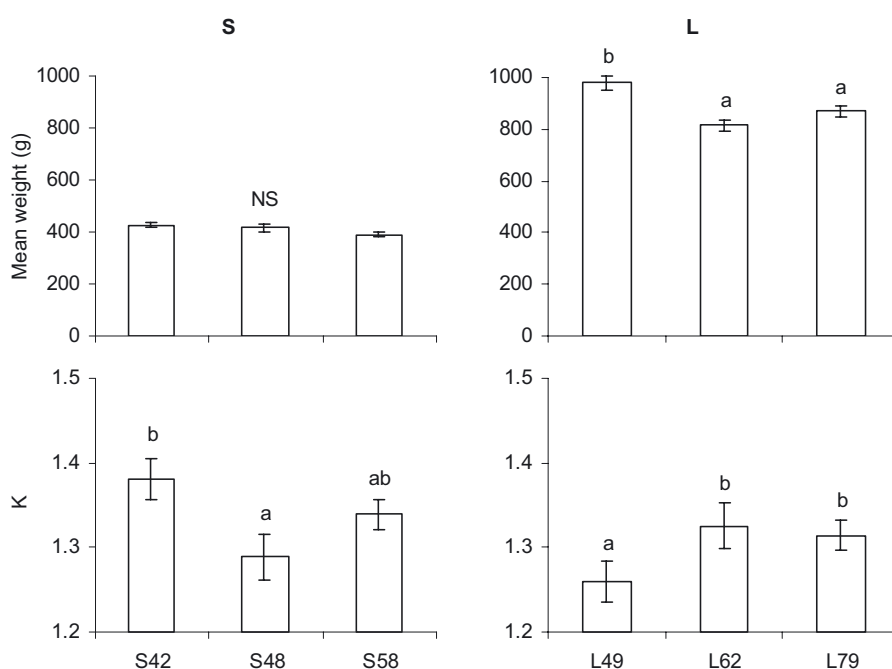 S L
1000 1000
800 800
600 600
400 400
200 200
0 0
Mean weight (g)
NS
b a a
1.5 1.5
1.4 1.4
1.3 1.3
1.2 1.2
K
b a ab
a b b
S42 S48 S58 L49 L62 L79